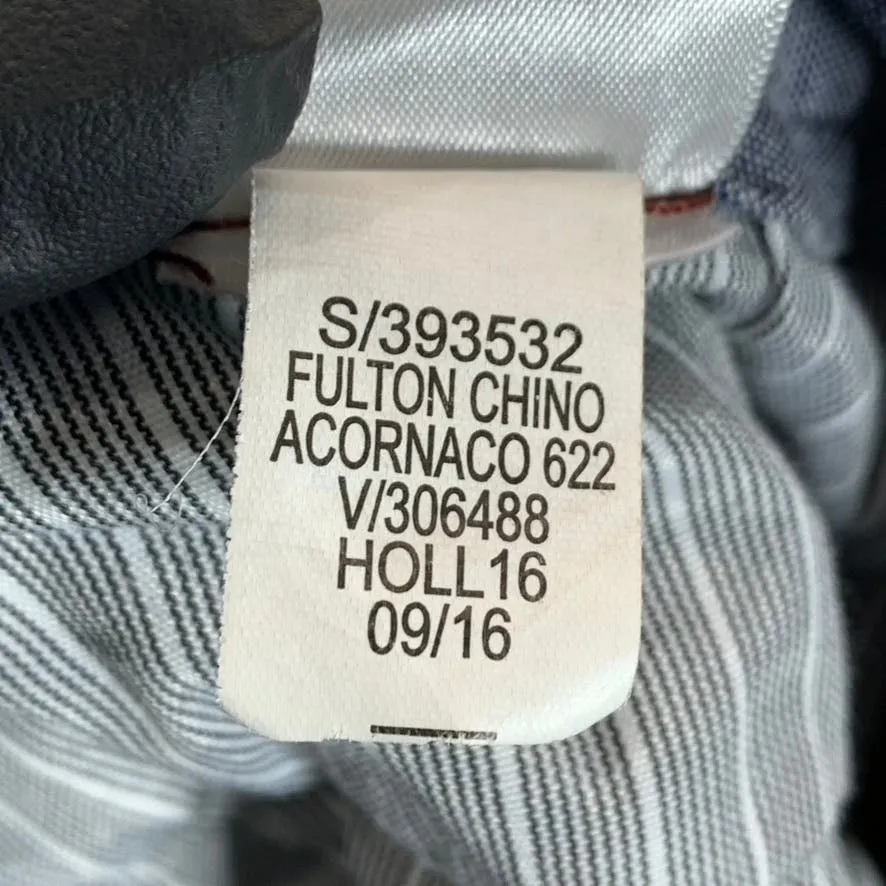 S/393532
FULTON CHINO
ACORNACO 622
V/306488
HOLL16
09/16